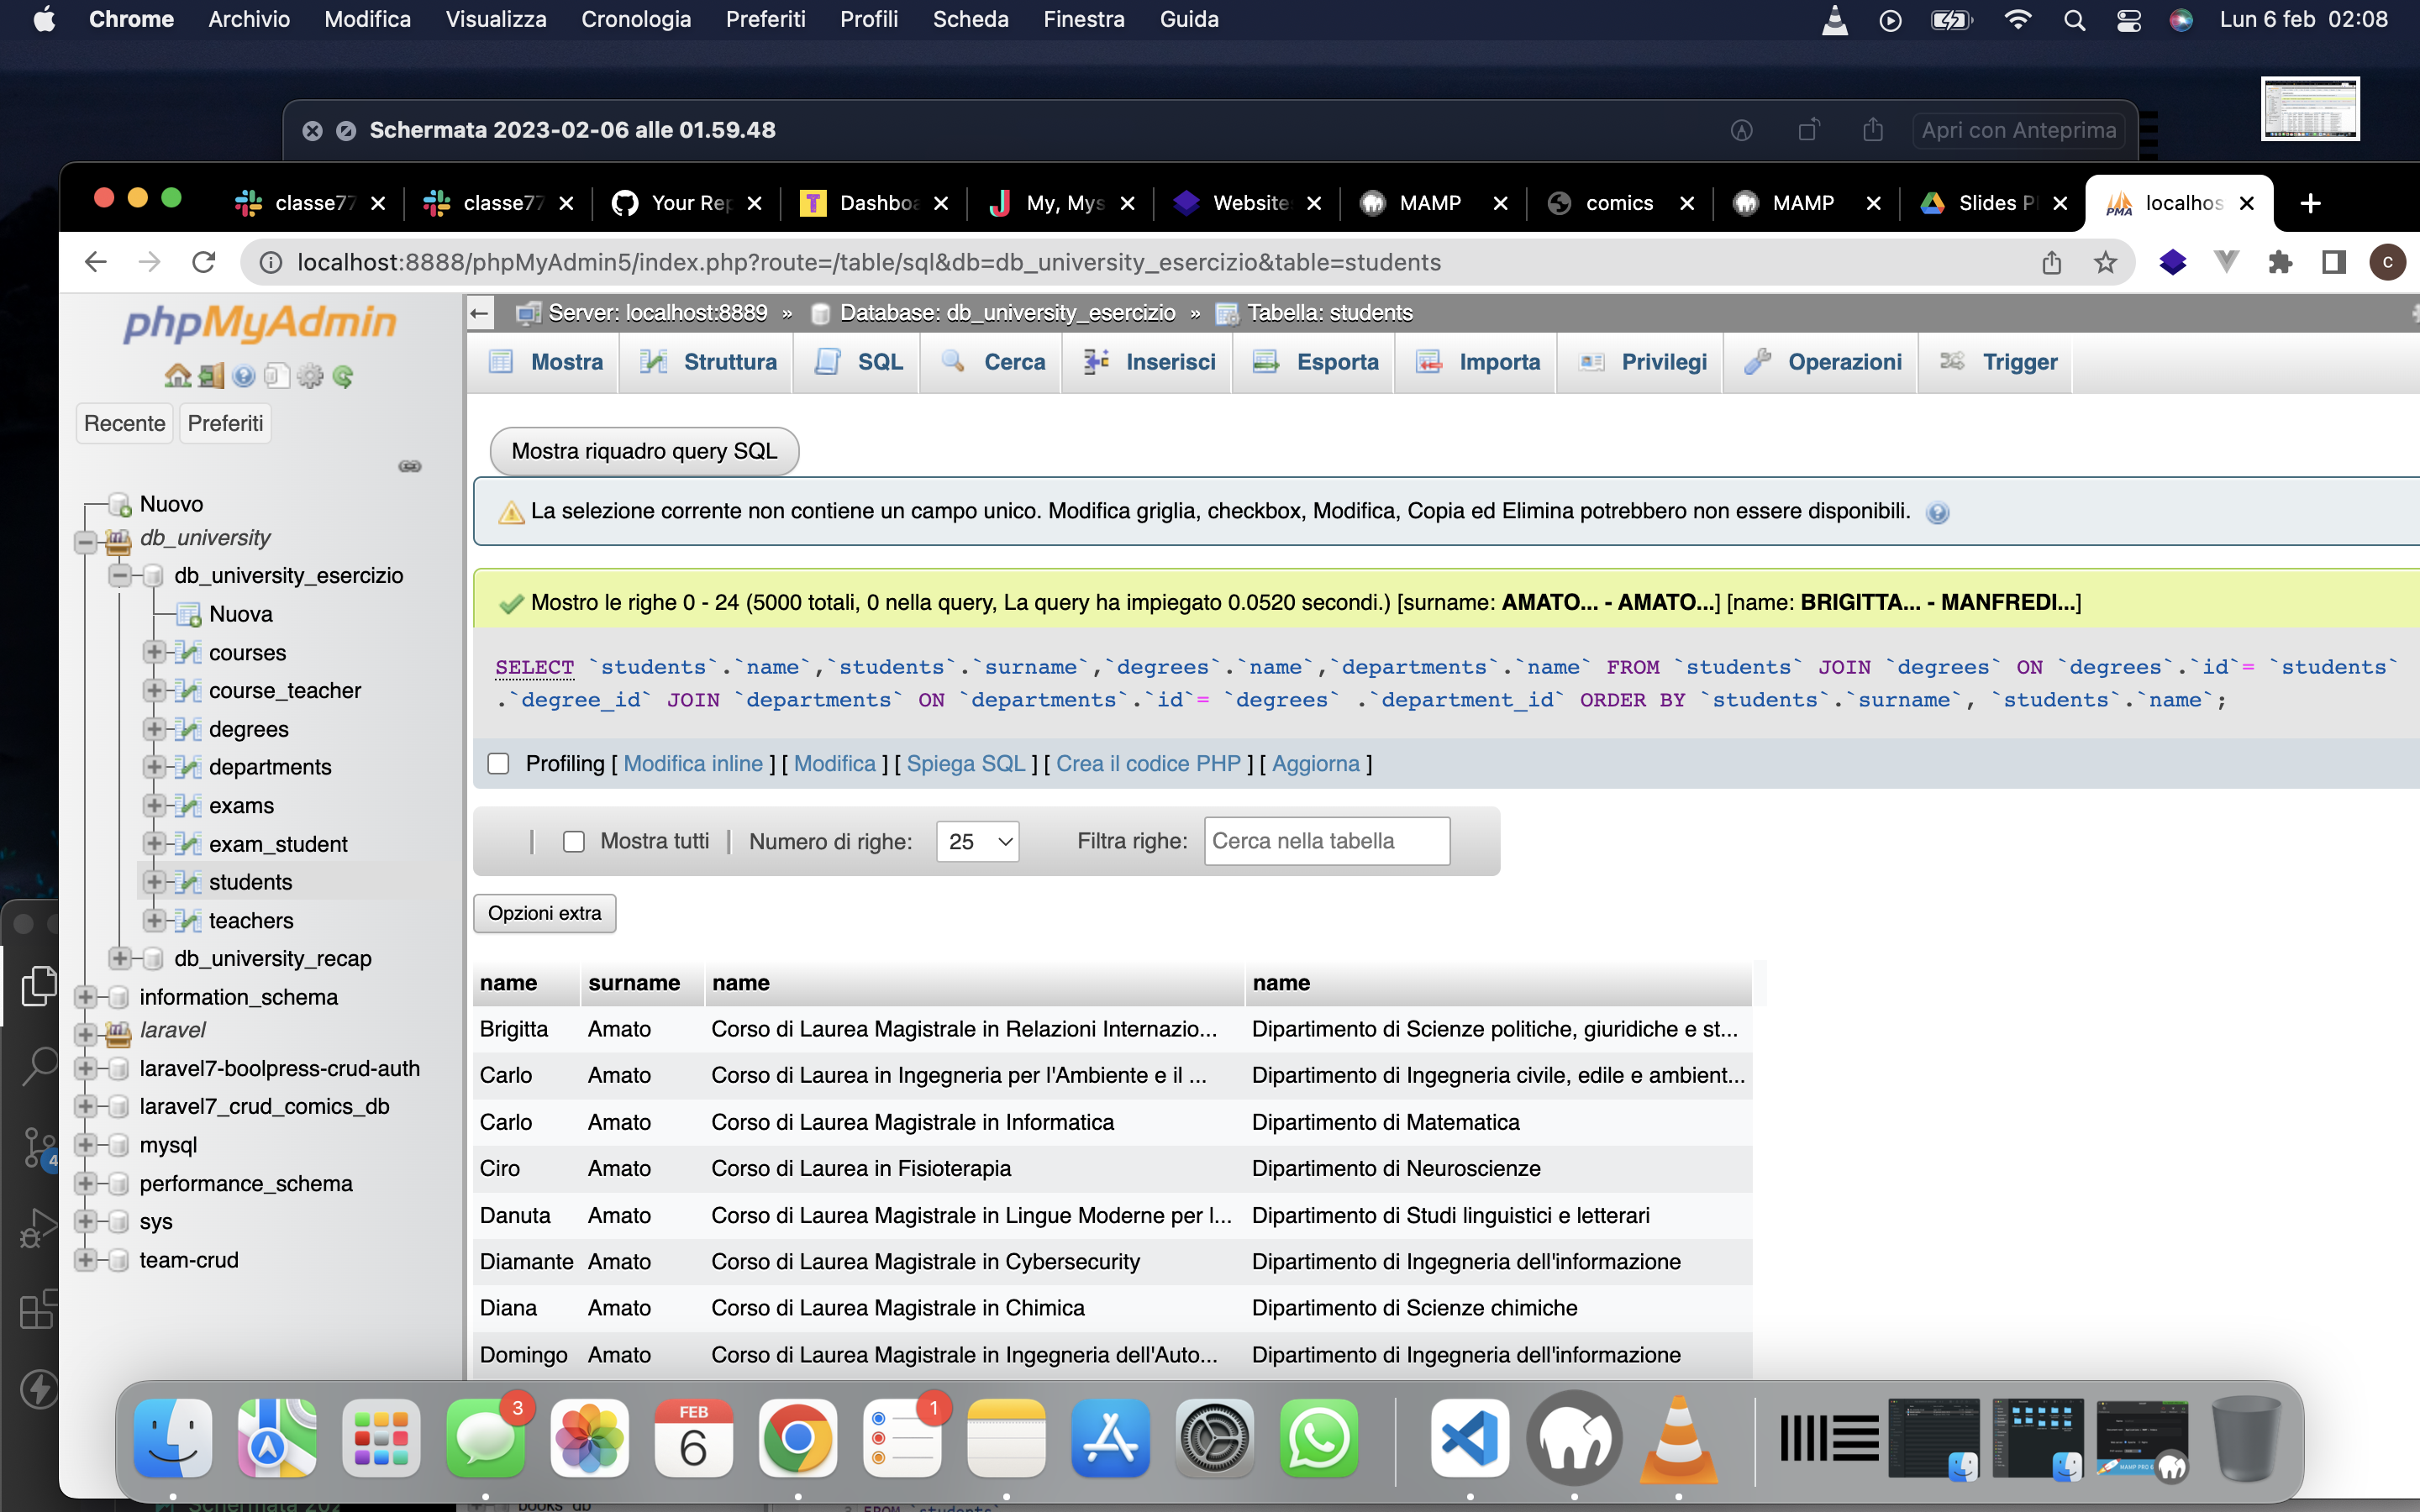 Chrome Archivio Modifica Visualizza Cronologia Preferiti Profili Scheda Finestra Guida Lun 6 feb 02:08
Schermata 2023-02-06 alle 01.59.48 Apri con Anteprima
classe77 classe77 Your Rep Dashboa My, Mys Websites MAMP comics MAMP Slides P PMA localhos
localhost:8888/phpMyAdmin5/index.php?route=/table/sql&db=db_university_esercizio&table=students C
phpMyAdmin
Recente Preferiti
Nuovo
db_university
db_university_esercizio
Nuova
courses
course_teacher
degrees
departments
exams
exam_student
students
teachers
db_university_recap
information_schema
laravel
laravel7-boolpress-crud-auth
laravel7_crud_comics_db
mysql
performance_schema
sys
team-crud
Server: localhost:8889 » Database: db_university_esercizio » Tabella: students
Mostra Struttura SQL Cerca Inserisci Esporta Importa Privilegi Operazioni Trigger
Mostra riquadro query SQL
La selezione corrente non contiene un campo unico. Modifica griglia, checkbox, Modifica, Copia ed Elimina potrebbero non essere disponibili.
Mostro le righe 0 - 24 (5000 totali, 0 nella query, La query ha impiegato 0.0520 secondi.) [surname: AMATO... - AMATO...] [name: BRIGITTA... - MANFREDI...]
SELECT `students`.`name`,`students`.`surname`,`degrees`.`name`,`departments`.`name` FROM `students` JOIN `degrees` ON `degrees`.`id`= `students`
.`degree_id` JOIN `departments` ON `departments`.`id`= `degrees` .`department_id` ORDER BY `students`.`surname`, `students`.`name`;
Profiling [ Modifica inline ] [ Modifica ] [ Spiega SQL ] [ Crea il codice PHP ] [ Aggiorna ]
Mostra tutti Numero di righe: 25 Filtra righe: Cerca nella tabella
Opzioni extra
name surname name name
Brigitta Amato Corso di Laurea Magistrale in Relazioni Internazio... Dipartimento di Scienze politiche, giuridiche e st...
Carlo Amato Corso di Laurea in Ingegneria per l'Ambiente e il ... Dipartimento di Ingegneria civile, edile e ambient...
Carlo Amato Corso di Laurea Magistrale in Informatica Dipartimento di Matematica
Ciro Amato Corso di Laurea in Fisioterapia Dipartimento di Neuroscienze
Danuta Amato Corso di Laurea Magistrale in Lingue Moderne per l... Dipartimento di Studi linguistici e letterari
Diamante Amato Corso di Laurea Magistrale in Cybersecurity Dipartimento di Ingegneria dell'informazione
Diana Amato Corso di Laurea Magistrale in Chimica Dipartimento di Scienze chimiche
Domingo Amato Corso di Laurea Magistrale in Ingegneria dell'Auto... Dipartimento di Ingegneria dell'informazione
4
3 FEB 6 1
MAMP PRO